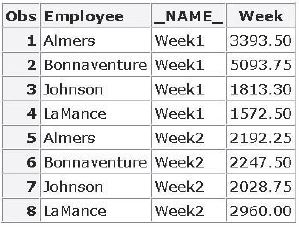 Obs Employee _NAME_ Week
1 Almers Week1 3393.50
2 Bonnaventure Week1 5093.75
3 Johnson Week1 1813.30
4 LaMance Week1 1572.50
5 Almers Week2 2192.25
6 Bonnaventure Week2 2247.50
7 Johnson Week2 2028.75
8 LaMance Week2 2960.00